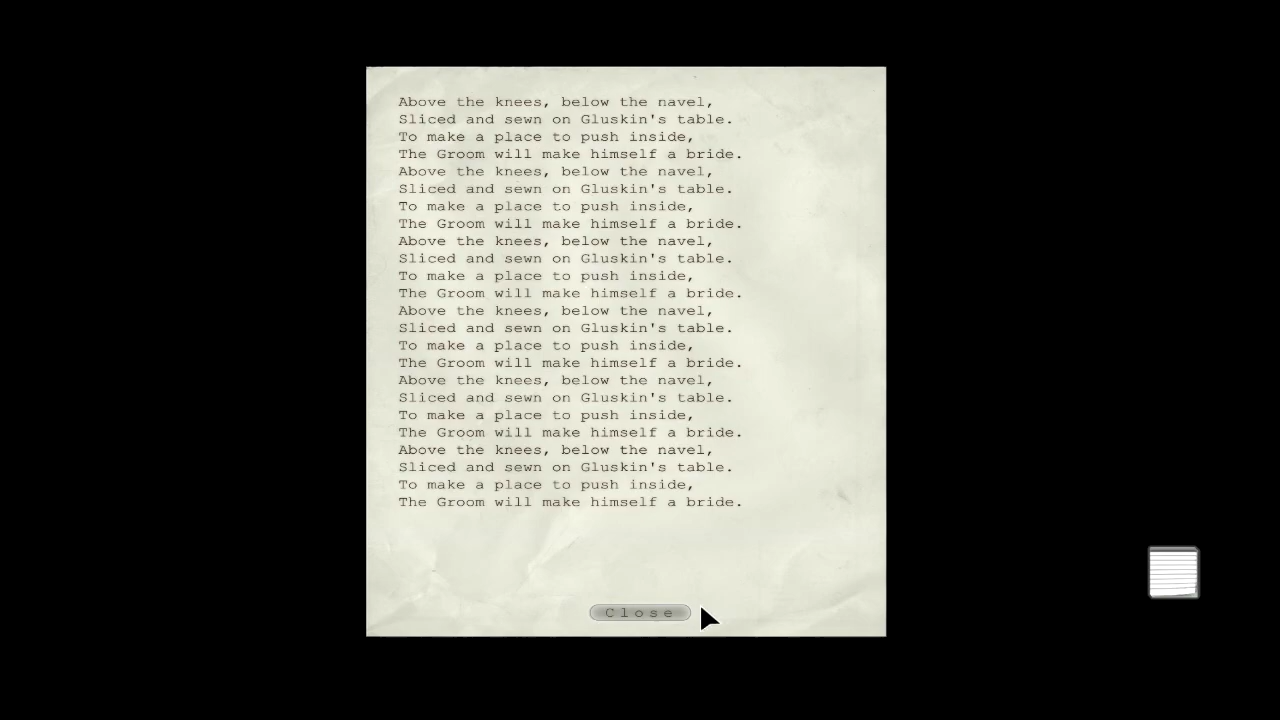 Above the knees, below the navel,
Sliced and sewn on Gluskin's table.
To make a place to push inside,
The Groom will make himself a bride.
Above the knees, below the navel,
Sliced and sewn on Gluskin's table.
To make a place to push inside,
The Groom will make himself a bride.
Above the knees, below the navel,
Sliced and sewn on Gluskin's table.
To make a place to push inside,
The Groom will make himself a bride.
Above the knees, below the navel,
Sliced and sewn on Gluskin's table.
To make a place to push inside,
The Groom will make himself a bride.
Above the knees, below the navel,
Sliced and sewn on Gluskin's table.
To make a place to push inside,
The Groom will make himself a bride.
Above the knees, below the navel,
Sliced and sewn on Gluskin's table.
To make a place to push inside,
The Groom will make himself a bride.
Close